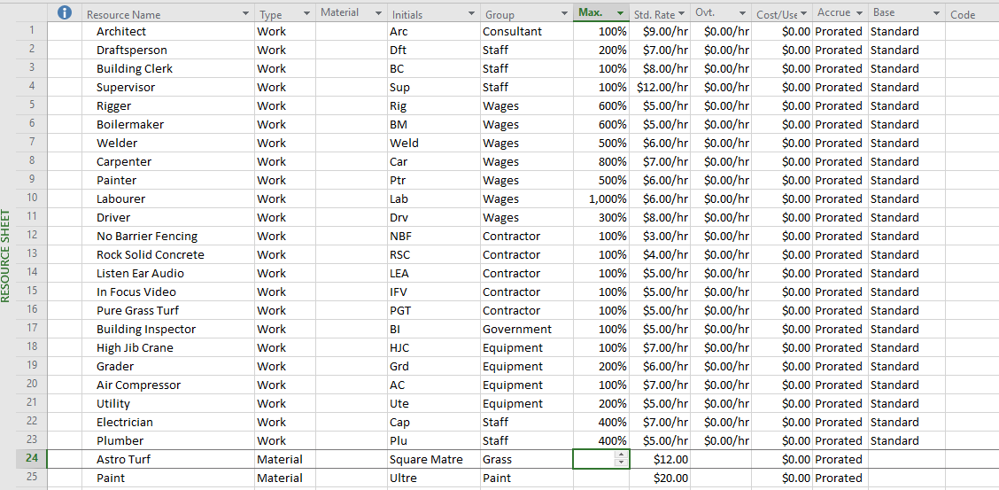 Resource Name Type Material Initials Group Max. Std. Rate Ovt. Cost/Use Accrue Base Code
1 Architect Work Arc Consultant 100% $9.00/hr $0.00/hr $0.00 Prorated Standard
2 Draftsperson Work Dft Staff 200% $7.00/hr $0.00/hr $0.00 Prorated Standard
3 Building Clerk Work BC Staff 100% $8.00/hr $0.00/hr $0.00 Prorated Standard
4 Supervisor Work Sup Staff 100% $12.00/hr $0.00/hr $0.00 Prorated Standard
5 Rigger Work Rig Wages 600% $5.00/hr $0.00/hr $0.00 Prorated Standard
6 Boilermaker Work BM Wages 600% $5.00/hr $0.00/hr $0.00 Prorated Standard
7 Welder Work Weld Wages 500% $6.00/hr $0.00/hr $0.00 Prorated Standard
8 Carpenter Work Car Wages 800% $7.00/hr $0.00/hr $0.00 Prorated Standard
9 Painter Work Ptr Wages 500% $6.00/hr $0.00/hr $0.00 Prorated Standard
10 Labourer Work Lab Wages 1,000% $6.00/hr $0.00/hr $0.00 Prorated Standard
11 Driver Work Drv Wages 300% $8.00/hr $0.00/hr $0.00 Prorated Standard
12 No Barrier Fencing Work NBF Contractor 100% $3.00/hr $0.00/hr $0.00 Prorated Standard
13 Rock Solid Concrete Work RSC Contractor 100% $4.00/hr $0.00/hr $0.00 Prorated Standard
14 Listen Ear Audio Work LEA Contractor 100% $5.00/hr $0.00/hr $0.00 Prorated Standard
15 In Focus Video Work IFV Contractor 100% $5.00/hr $0.00/hr $0.00 Prorated Standard
16 Pure Grass Turf Work PGT Contractor 100% $5.00/hr $0.00/hr $0.00 Prorated Standard
17 Building Inspector Work BI Government 100% $5.00/hr $0.00/hr $0.00 Prorated Standard
18 High Jib Crane Work HJC Equipment 100% $7.00/hr $0.00/hr $0.00 Prorated Standard
19 Grader Work Grd Equipment 200% $6.00/hr $0.00/hr $0.00 Prorated Standard
20 Air Compressor Work AC Equipment 100% $7.00/hr $0.00/hr $0.00 Prorated Standard
21 Utility Work Ute Equipment 200% $5.00/hr $0.00/hr $0.00 Prorated Standard
22 Electrician Work Cap Staff 400% $7.00/hr $0.00/hr $0.00 Prorated Standard
23 Plumber Work Plu Staff 400% $5.00/hr $0.00/hr $0.00 Prorated Standard
24 Astro Turf Material Square Matre Grass $12.00 $0.00 Prorated
25 Paint Material Ultre Paint $20.00 $0.00 Prorated
RESOURCE SHEET